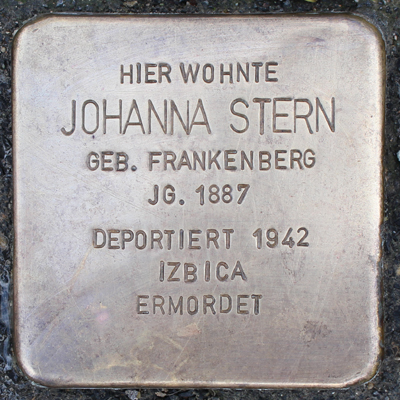 HIER WOHNTE
JOHANNA STERN
GEB. FRANKENBERG
JG. 1887
DEPORTIERT 1942
IZBICA
ERMORDET